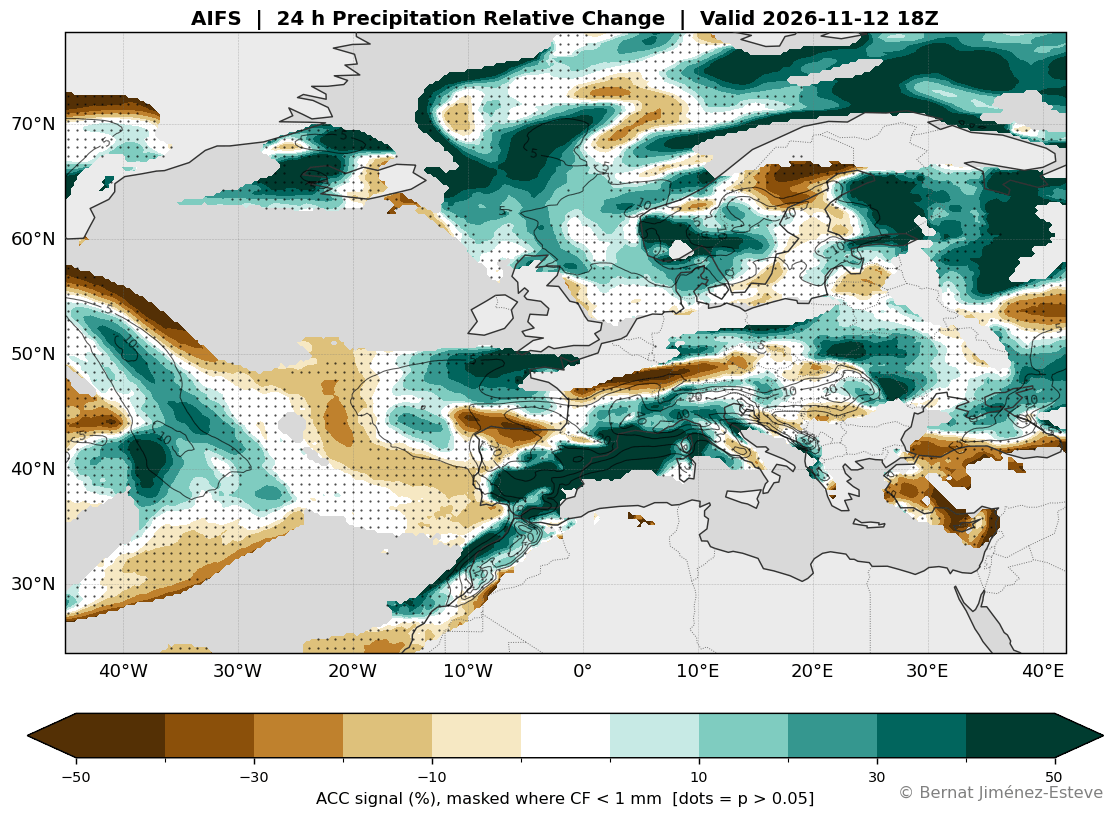 AIFS | 24 h Precipitation Relative Change | Valid 2026-11-12 18Z
70°N
60°N
50°N
40°N
30°N
40°W 30°W 20°W 10°W 0° 10°E 20°E 30°E 40°E
−50 −30 −10 10 30 50
ACC signal (%), masked where CF < 1 mm [dots = p > 0.05]
© Bernat Jiménez-Esteve